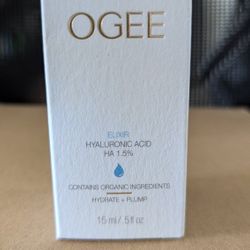 OGEE
ELIXIR
HYALURONIC ACID
HA 1.5%
CONTAINS ORGANIC INGREDIENTS
HYDRATE + PLUMP
15 ml/.5 fl oz